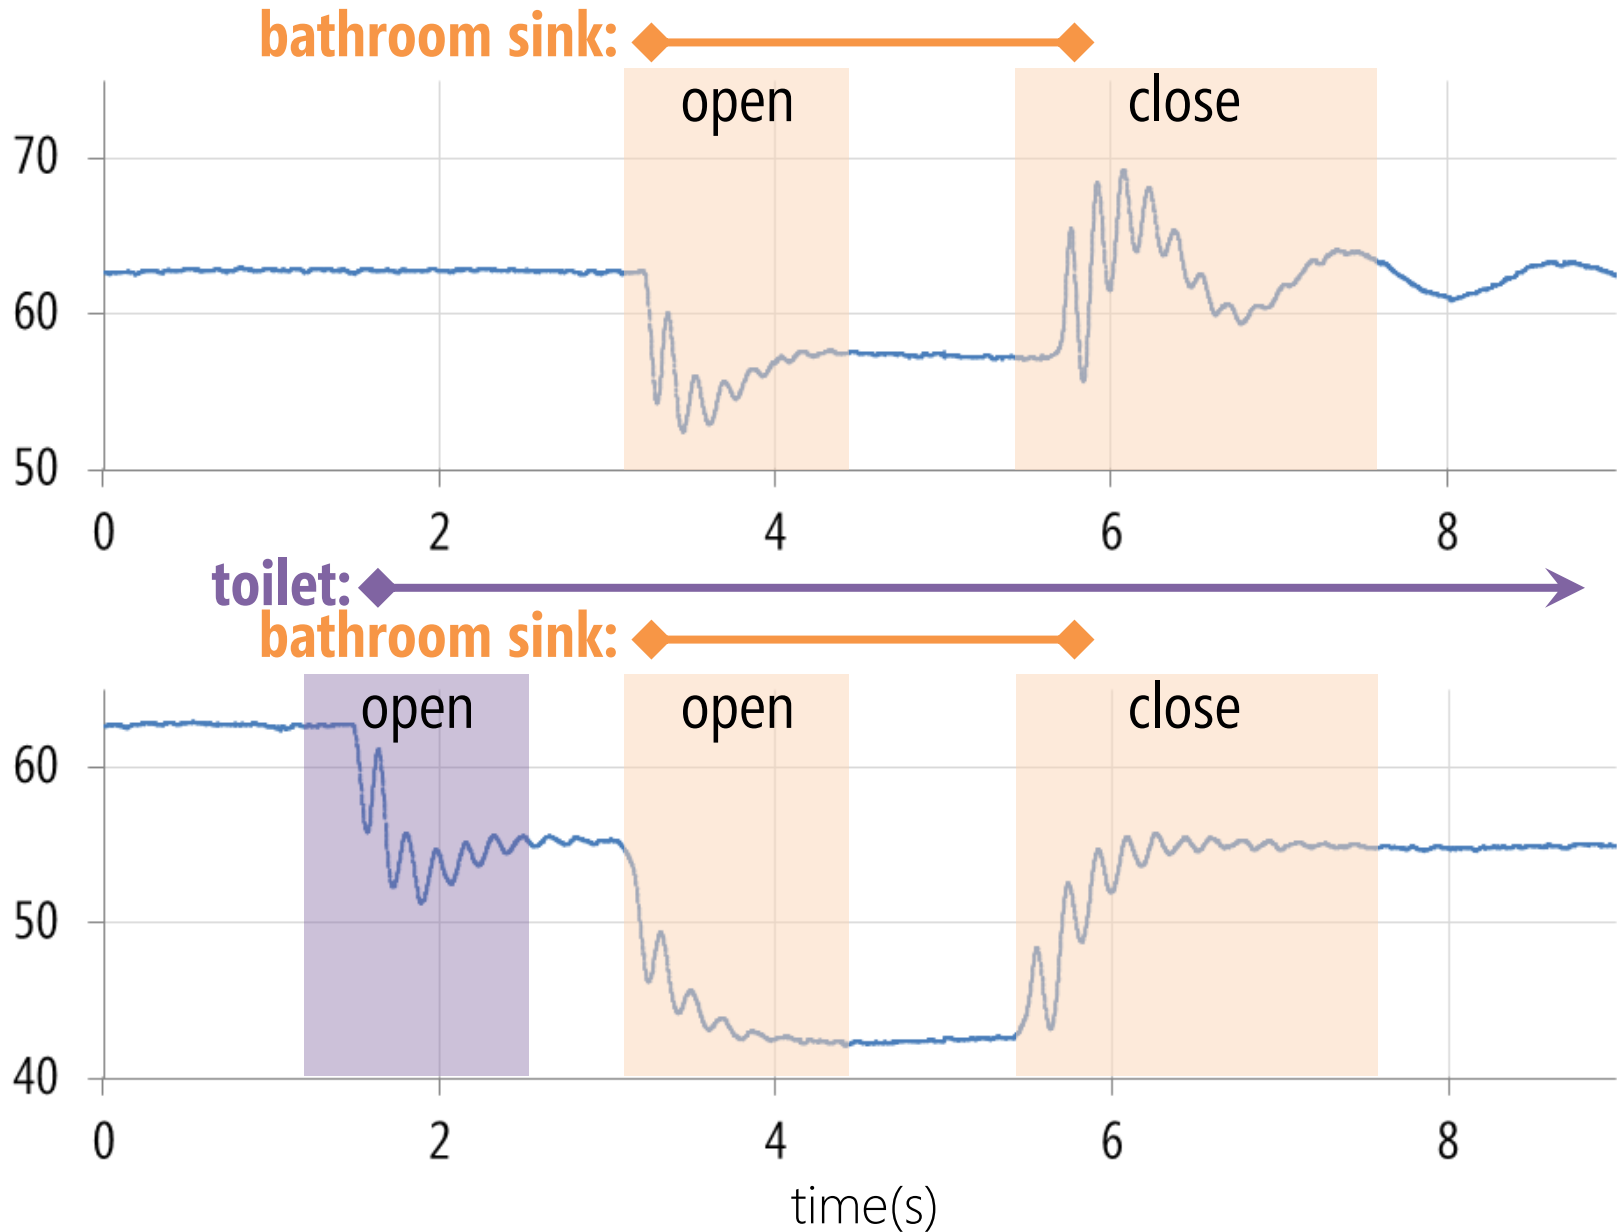 bathroom sink:
open close
70
60
50
0 2 4 6 8
toilet:
bathroom sink:
open open close
60
50
40
0 2 4 6 8
time(s)